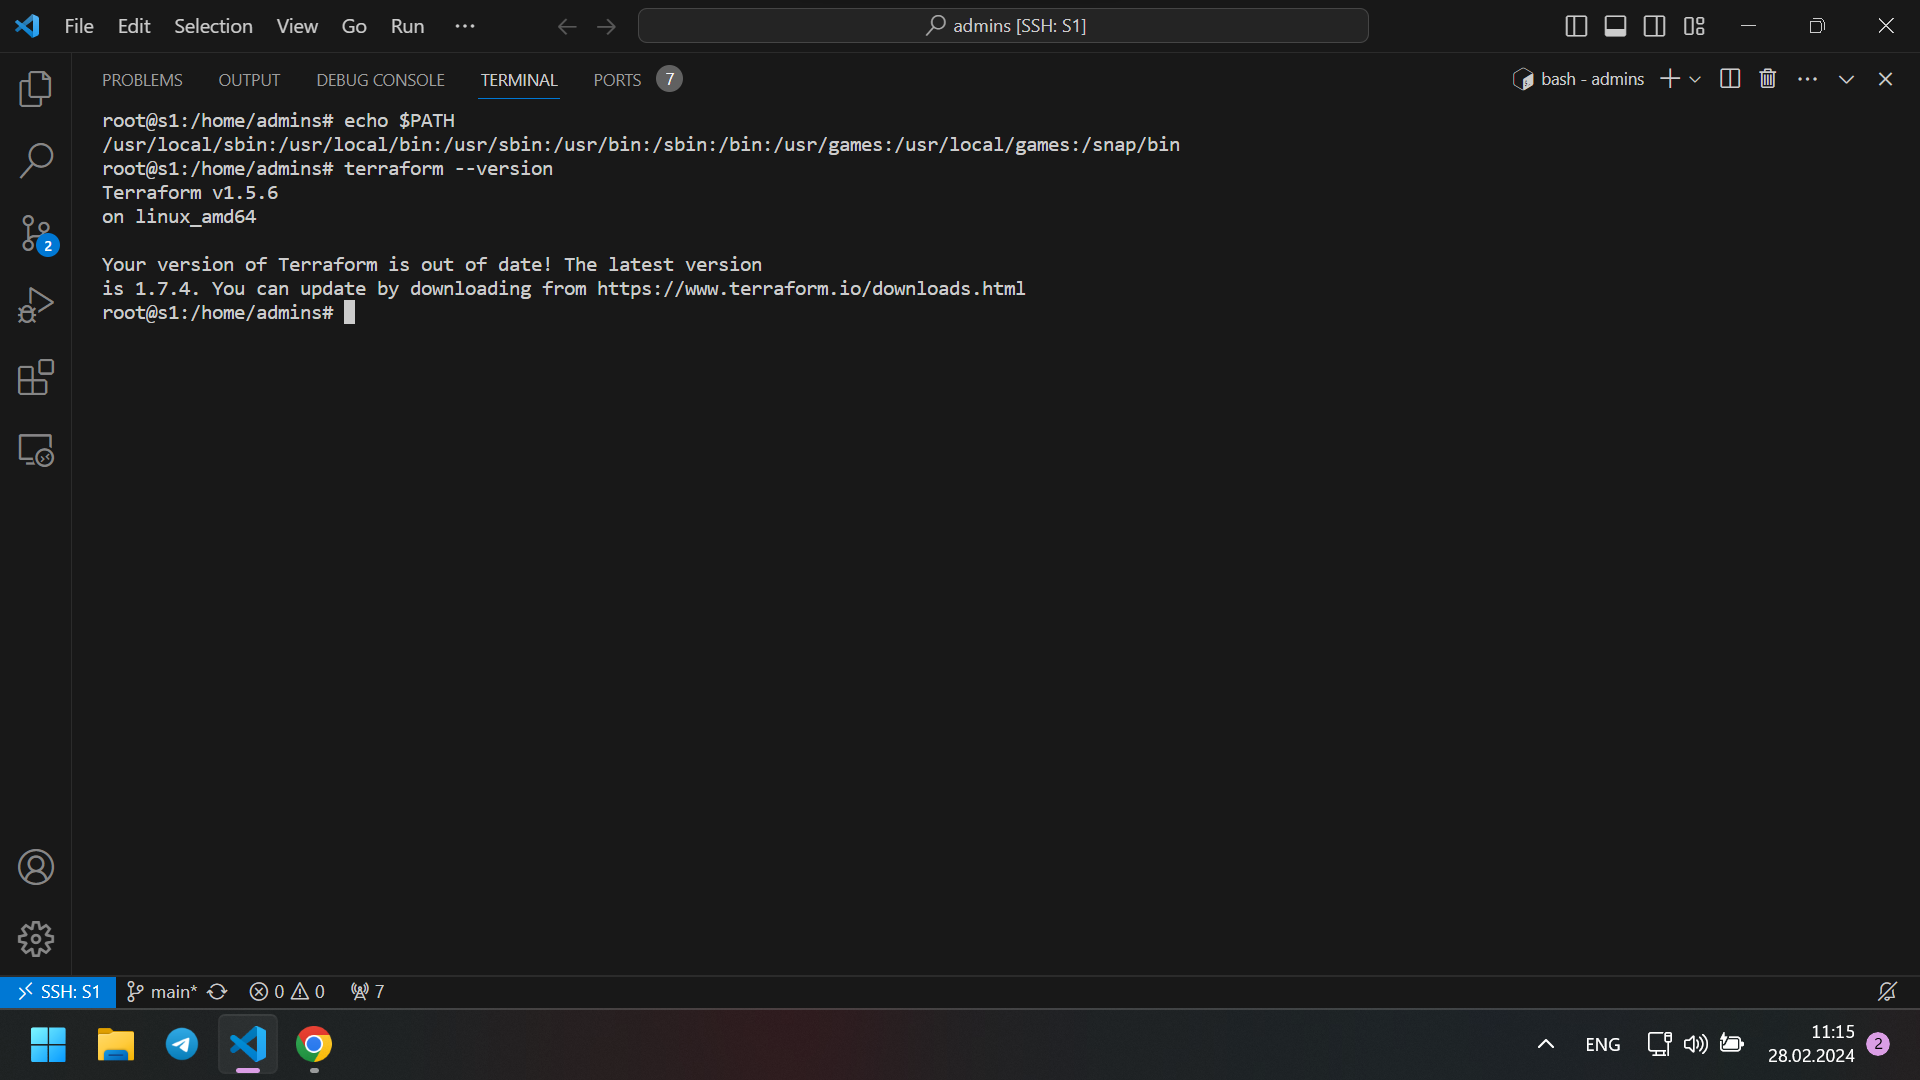 File Edit Selection View Go Run ···
admins [SSH: S1]
PROBLEMS OUTPUT DEBUG CONSOLE TERMINAL PORTS 7
bash - admins
root@s1:/home/admins# echo $PATH
/usr/local/sbin:/usr/local/bin:/usr/sbin:/usr/bin:/sbin:/bin:/usr/games:/usr/local/games:/snap/bin
root@s1:/home/admins# terraform --version
Terraform v1.5.6
on linux_amd64
Your version of Terraform is out of date! The latest version
is 1.7.4. You can update by downloading from https://www.terraform.io/downloads.html
root@s1:/home/admins#
2
SSH: S1 main* 0 0 7
ENG
11:15
28.02.2024
2